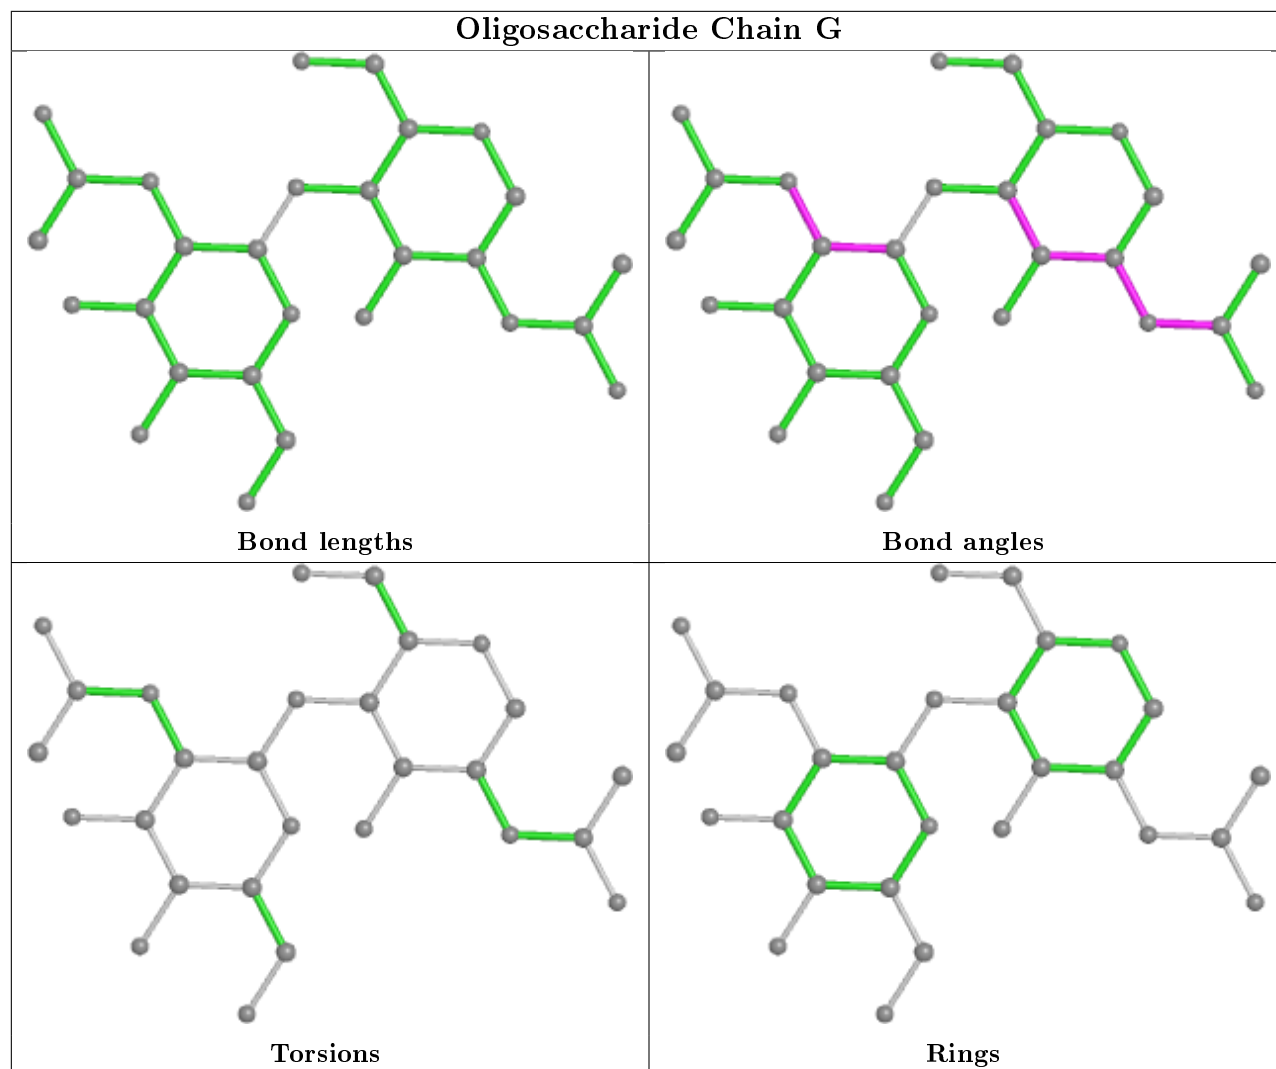 Oligosaccharide Chain G
Bond lengths
Bond angles
Torsions
Rings